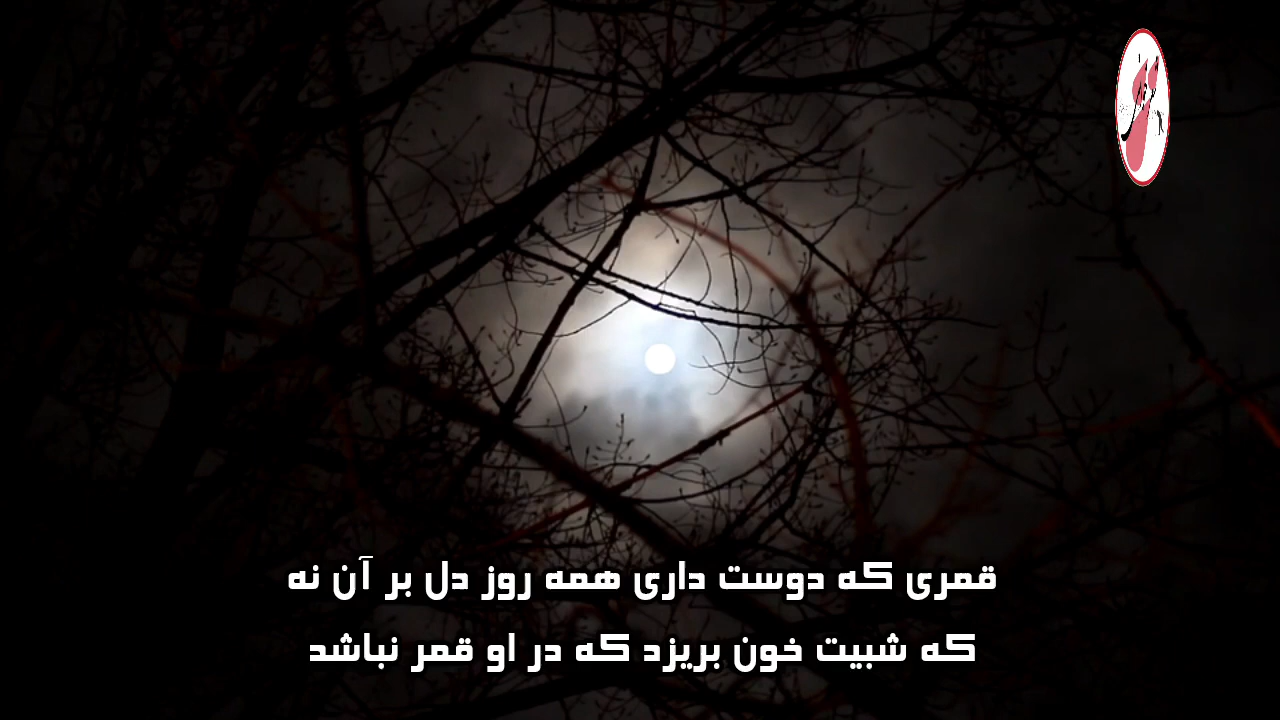 قمری که دوست داری همه روز دل بر آن نه
که شبیت خون بریزد که در او قمر نباشد